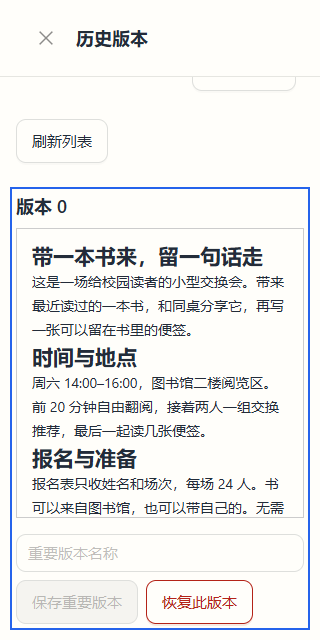 历史版本
刷新列表
版本 0
带一本书来，留一句话走
这是一场给校园读者的小型交换会。带来
最近读过的一本书，和同桌分享它，再写
一张可以留在书里的便签。
时间与地点
周六 14:00–16:00，图书馆二楼阅览区。
前 20 分钟自由翻阅，接着两人一组交换
推荐，最后一起读几张便签。
报名与准备
报名表只收姓名和场次，每场 24 人。书
可以来自图书馆，也可以带自己的。无需
重要版本名称
保存重要版本
恢复此版本